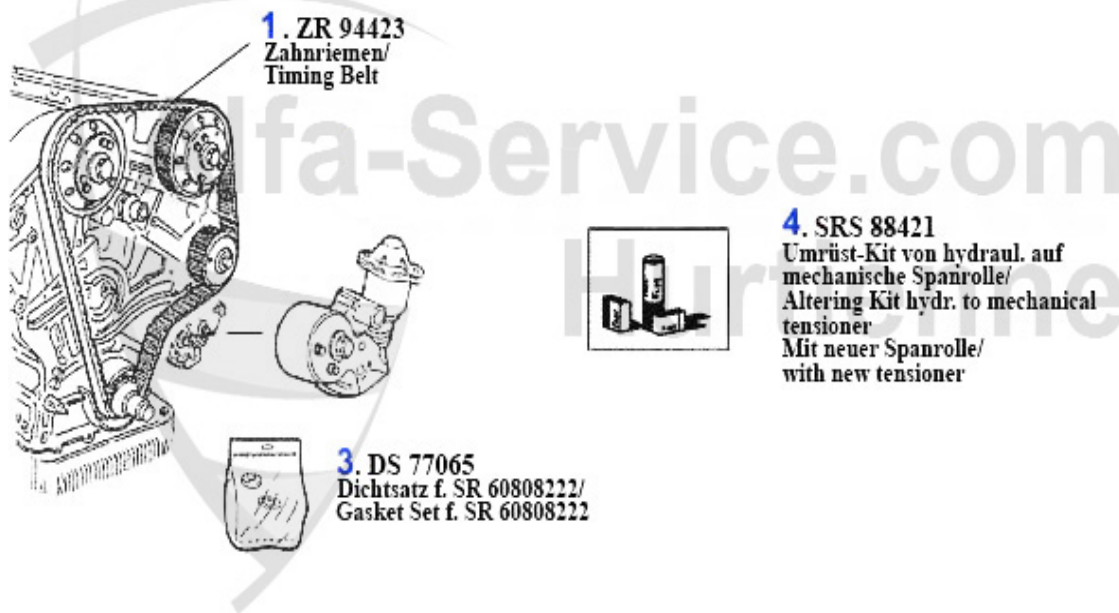 1. ZR 94423
Zahnriemen/
Timing Belt
lfa-Service.com
4. SRS 88421
Umrüst-Kit von hydraul. auf
mechanische Spanrolle/
Altering Kit hydr. to mechanical
tensioner
Mit neuer Spanrolle/
with new tensioner
3. DS 77065
Dichtsatz f. SR 60808222/
Gasket Set f. SR 60808222